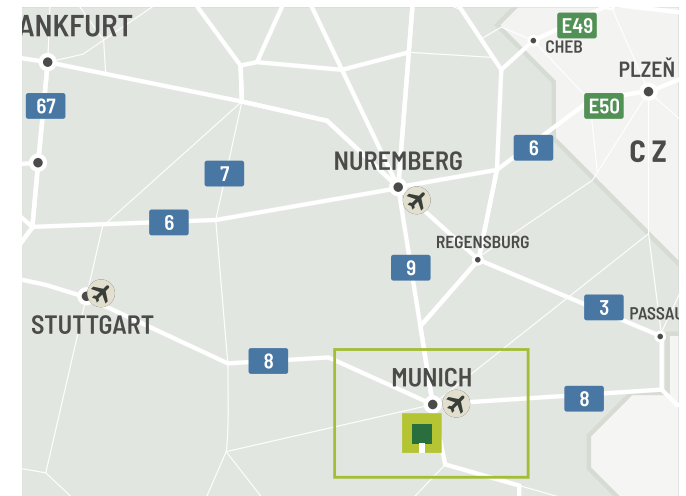 ANKFURT
E49
CHEB
PLZEŇ
67
E50
6
CZ
NUREMBERG
7
6
REGENSBURG
9
3
PASSAU
STUTTGART
8
MUNICH
8